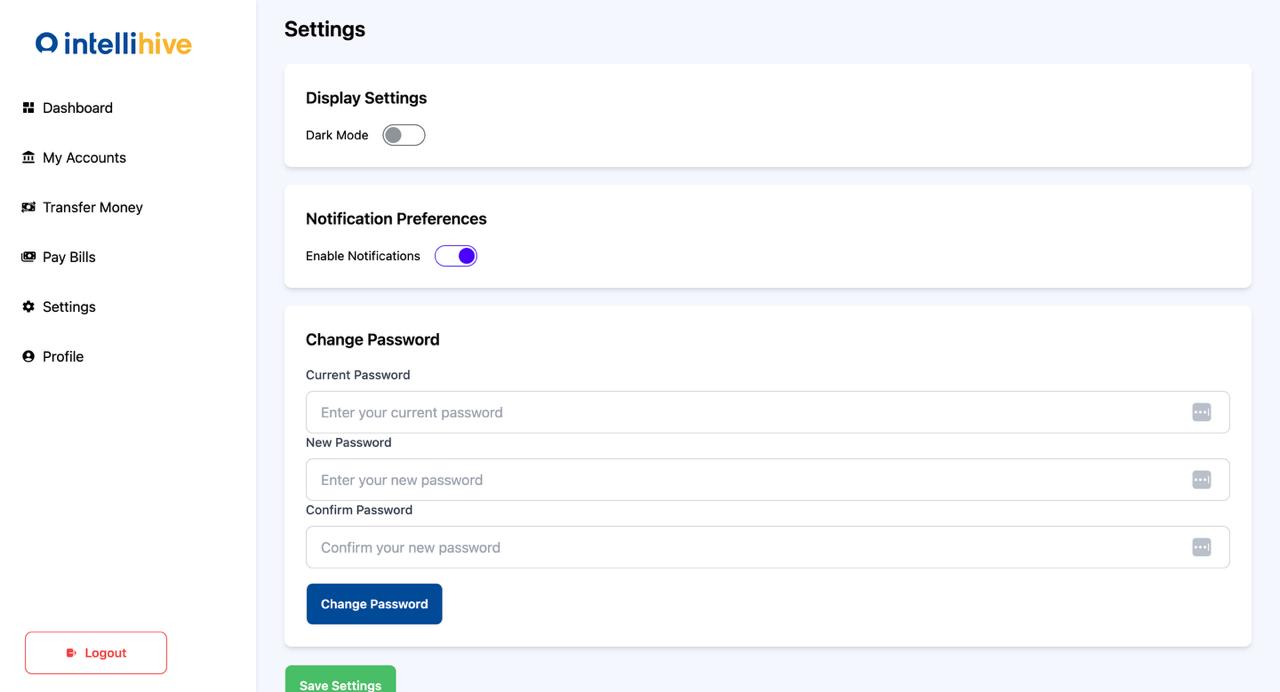 intellihive
Dashboard
My Accounts
Transfer Money
Pay Bills
Settings
Profile
Logout
Settings
Display Settings
Dark Mode
Notification Preferences
Enable Notifications
Change Password
Current Password
Enter your current password
New Password
Enter your new password
Confirm Password
Confirm your new password
Change Password
Save Settings